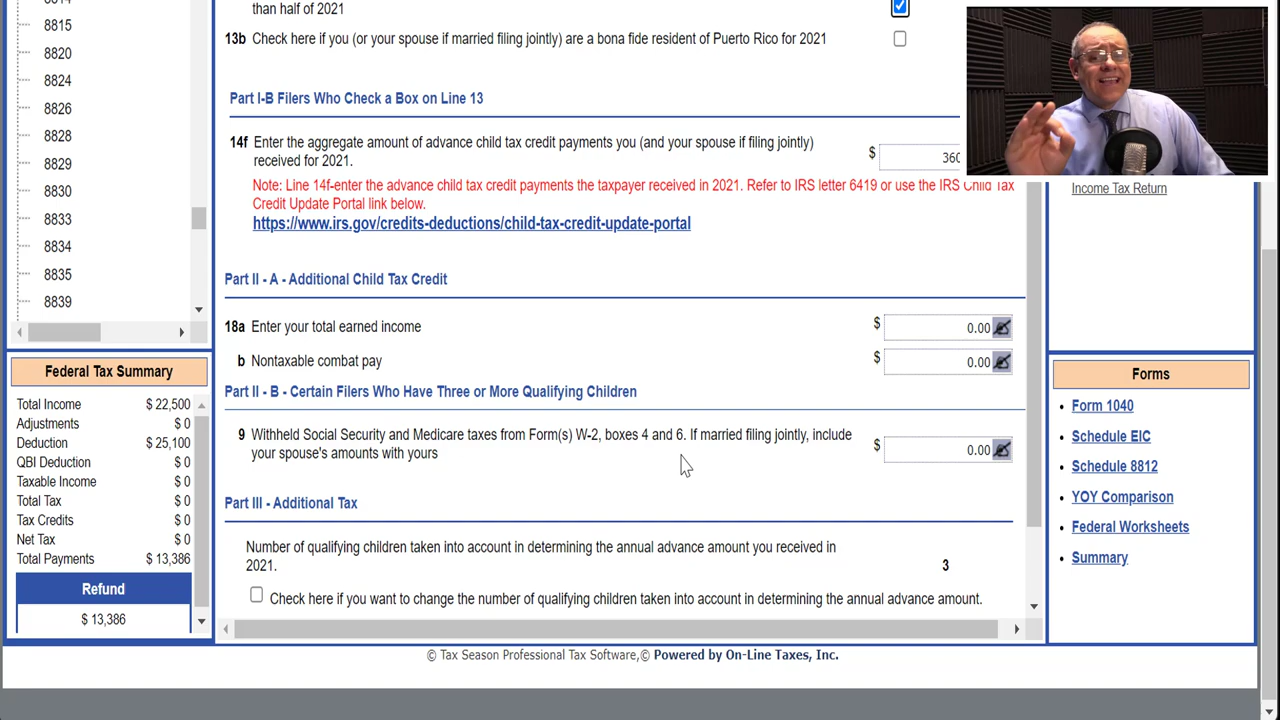 8814
8815
8820
8824
8826
8828
8829
8830
8833
8834
8835
8839
Federal Tax Summary
Total Income $ 22,500
Adjustments $ 0
Deduction $ 25,100
QBI Deduction $ 0
Taxable Income $ 0
Total Tax $ 0
Tax Credits $ 0
Net Tax $ 0
Total Payments $ 13,386
Refund
$ 13,386
than half of 2021
13b Check here if you (or your spouse if married filing jointly) are a bona fide resident of Puerto Rico for 2021
Part I-B Filers Who Check a Box on Line 13
14f Enter the aggregate amount of advance child tax credit payments you (and your spouse if filing jointly)
received for 2021.
$ 360
Note: Line 14f-enter the advance child tax credit payments the taxpayer received in 2021. Refer to IRS letter 6419 or use the IRS Child Tax
Credit Update Portal link below.
https://www.irs.gov/credits-deductions/child-tax-credit-update-portal
Part II - A - Additional Child Tax Credit
18a Enter your total earned income $ 0.00
b Nontaxable combat pay $ 0.00
Part II - B - Certain Filers Who Have Three or More Qualifying Children
9 Withheld Social Security and Medicare taxes from Form(s) W-2, boxes 4 and 6. If married filing jointly, include
your spouse's amounts with yours
$ 0.00
Part III - Additional Tax
Number of qualifying children taken into account in determining the annual advance amount you received in
2021.
3
Check here if you want to change the number of qualifying children taken into account in determining the annual advance amount.
Income Tax Return
Forms
Form 1040
Schedule EIC
Schedule 8812
YOY Comparison
Federal Worksheets
Summary
© Tax Season Professional Tax Software,© Powered by On-Line Taxes, Inc.